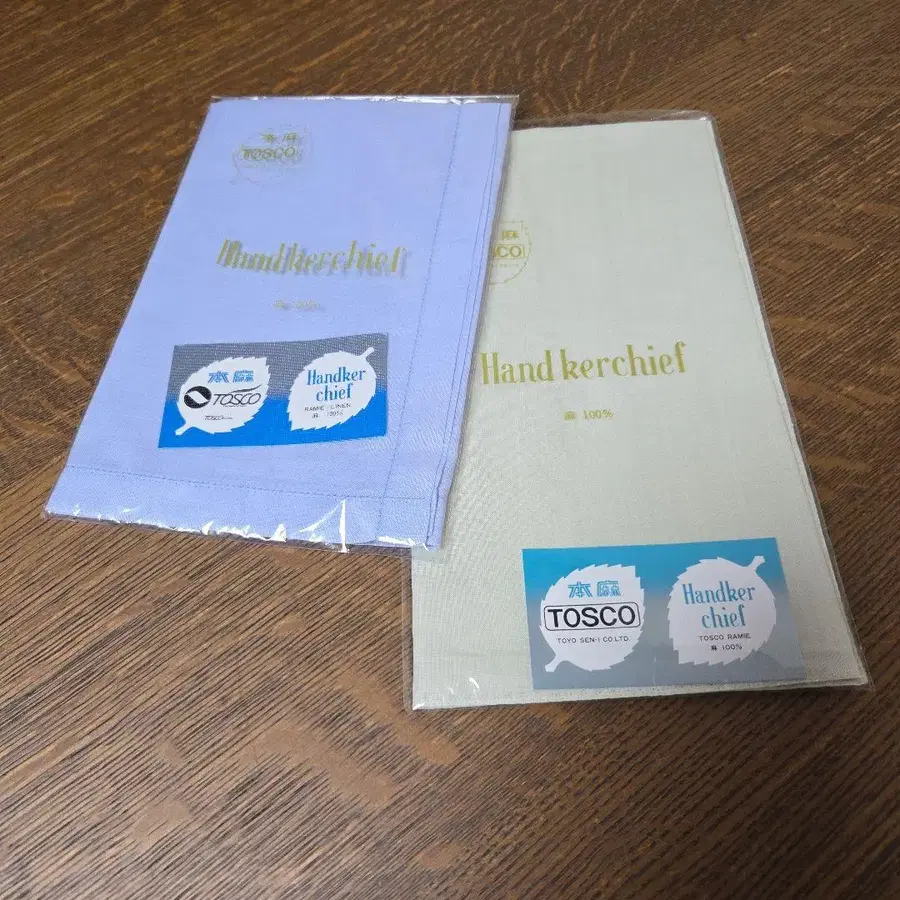 本麻
TOSCO
Handkerchief
本麻
TOSCO
TOSCO
Handker
chief
RAMIE LINEN
麻 100%
麻
SCO
Handkerchief
麻 100%
本麻
TOSCO
TOYO SEN-I CO.LTD.
Handker
chief
TOSCO RAMIE
麻 100%